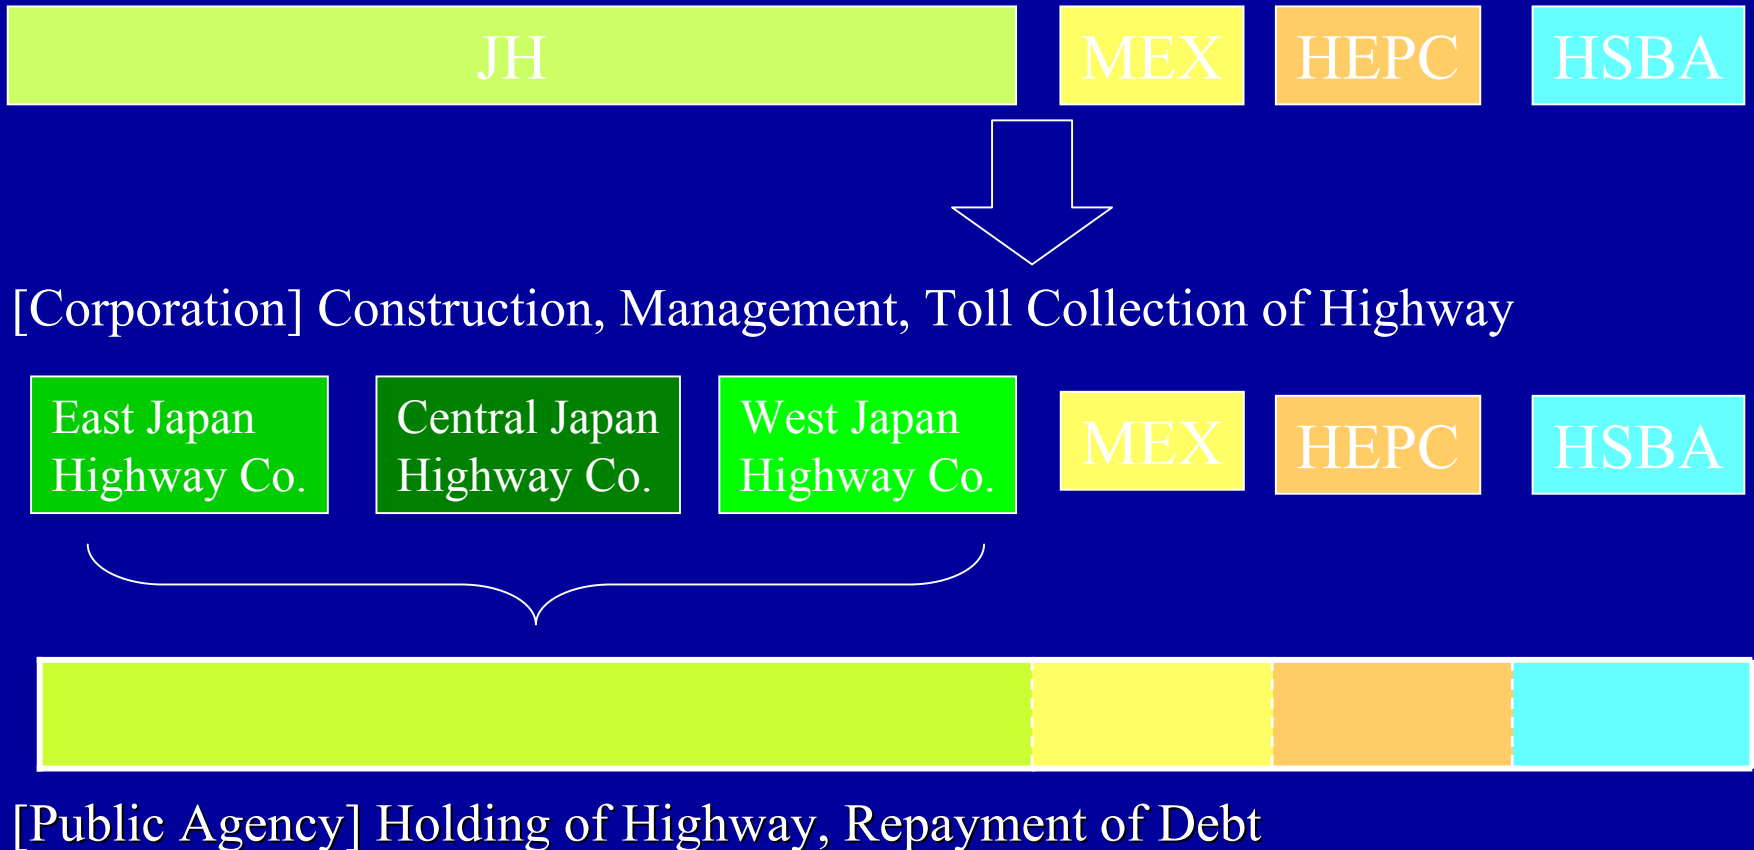 JH MEX HEPC HSBA
[Corporation] Construction, Management, Toll Collection of Highway
East Japan
Highway Co.
Central Japan
Highway Co.
West Japan
Highway Co.
MEX HEPC HSBA
[Public Agency] Holding of Highway, Repayment of Debt